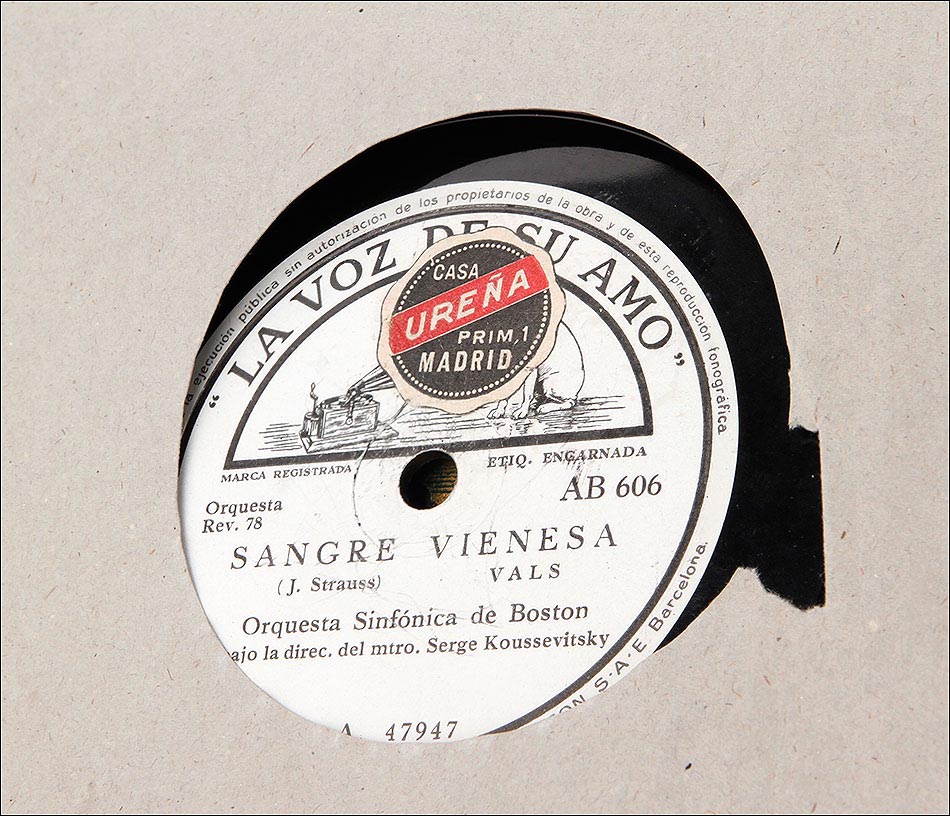 la ejecución pública sin autorización de los propietarios de la obra y de esta reproducción fonográfica
"LA VOZ DE SU AMO"
CASA
UREÑA
PRIM, 1
MADRID
MARCA REGISTRADA
ETIQ. ENCARNADA
Orquesta
Rev. 78
AB 606
SANGRE VIENESA
(J. Strauss)
VALS
Orquesta Sinfónica de Boston
ajo la direc. del mtro. Serge Koussevitsky
A. 47947
ON S·A·E Barcelona.